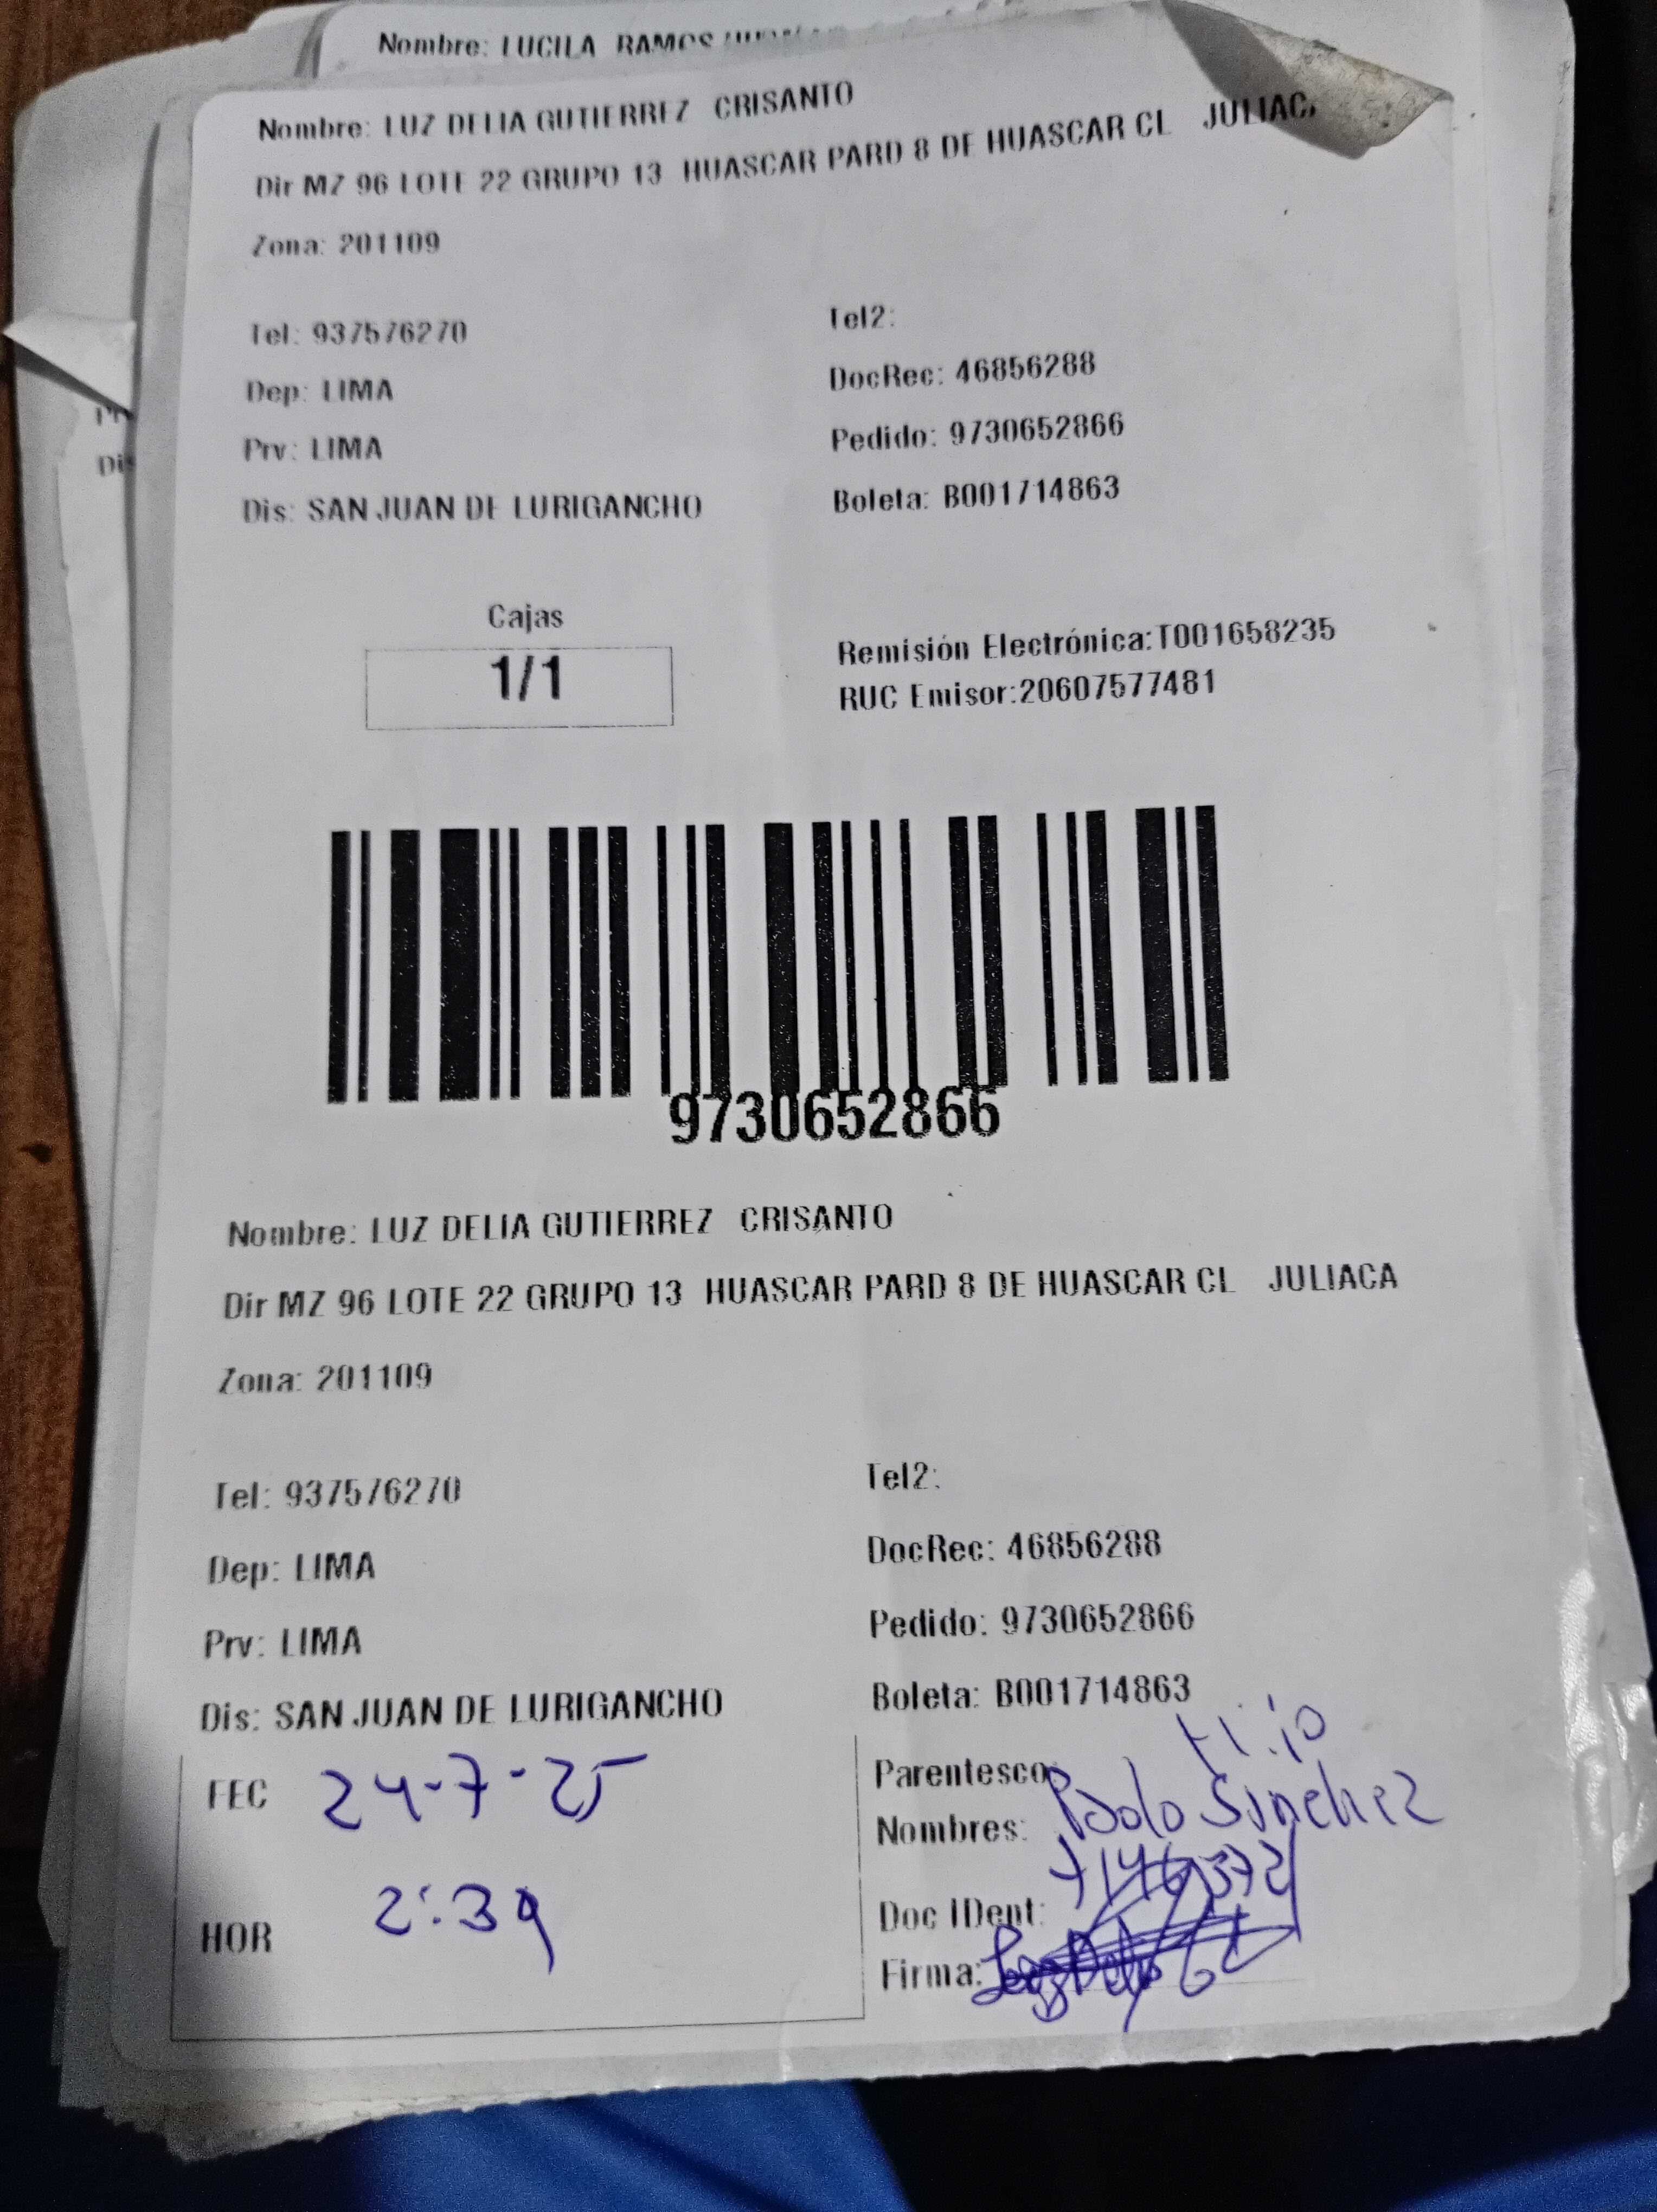 Nombre: LUCILA RAMOS
Nombre: LUZ DELIA GUTIERREZ CRISANTO
Dir MZ 96 LOTE 22 GRUPO 13 HUASCAR PARD 8 DE HUASCAR CL JULIACA
Zona: 201109
Tel: 937576270
Tel2:
Dep: LIMA
DocRec: 46856288
Prv: LIMA
Pedido: 9730652866
Dis: SAN JUAN DE LURIGANCHO
Boleta: B001714863
Cajas
1/1
Remisión Electrónica:T001658235
RUC Emisor:20607577481
9730652866
Nombre: LUZ DELIA GUTIERREZ CRISANTO
Dir MZ 96 LOTE 22 GRUPO 13 HUASCAR PARD 8 DE HUASCAR CL JULIACA
Zona: 201109
Tel: 937576270
Tel2:
Dep: LIMA
DocRec: 46856288
Prv: LIMA
Pedido: 9730652866
Dis: SAN JUAN DE LURIGANCHO
Boleta: B001714863
FEC 24-7-25
HOR 2:39
Parentesco: Hijo
Nombres: Pablo Sanchez
Doc IDent:
Firma: